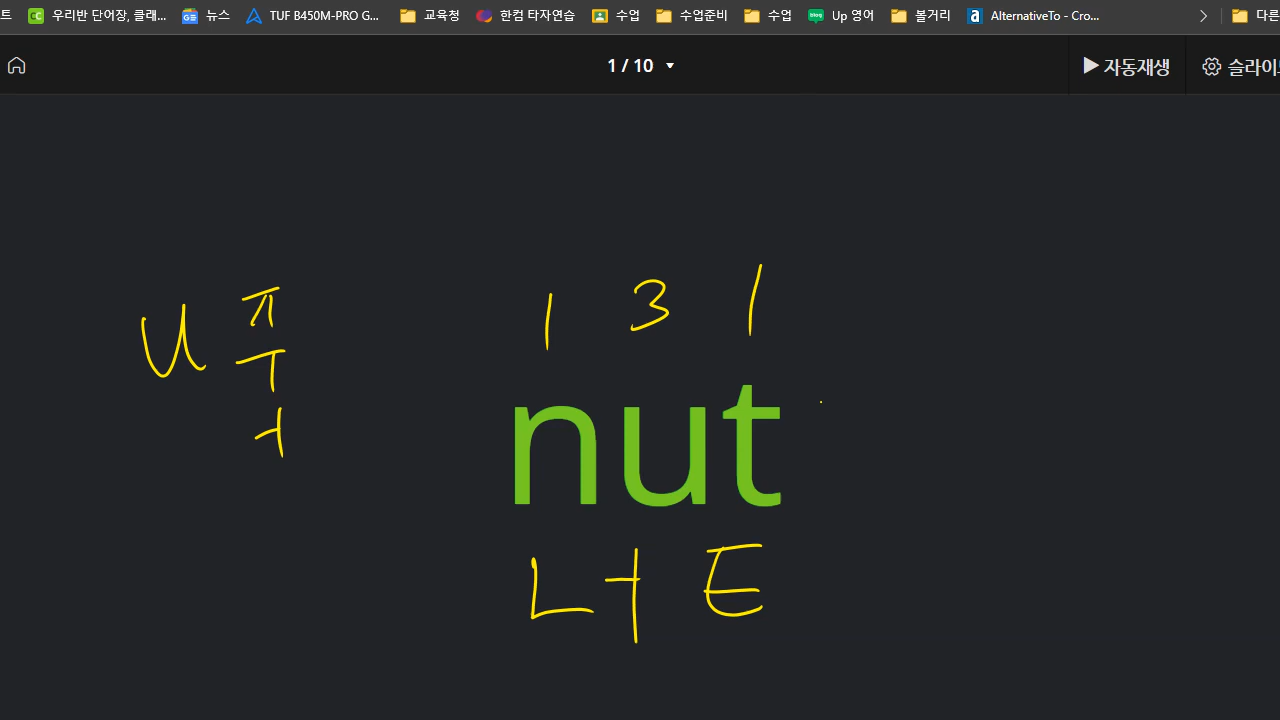 트 우리반 단어장, 클래... 뉴스 TUF B450M-PRO G... 교육청 한컴 타자연습 수업 수업준비 수업 Up 영어 볼거리 AlternativeTo - Cro... 다른
1 / 10 자동재생 슬라이드
1 3 1
u ㅠ
ㅜ
ㅓ
nut
ㄴ ㅓ ㅌ